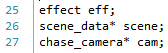 25 effect eff;
26 scene_data* scene;
27 chase_camera* cam;